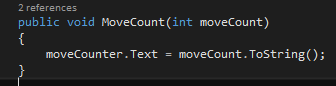 2 references
public void MoveCount(int moveCount)
{
moveCounter.Text = moveCount.ToString();
}